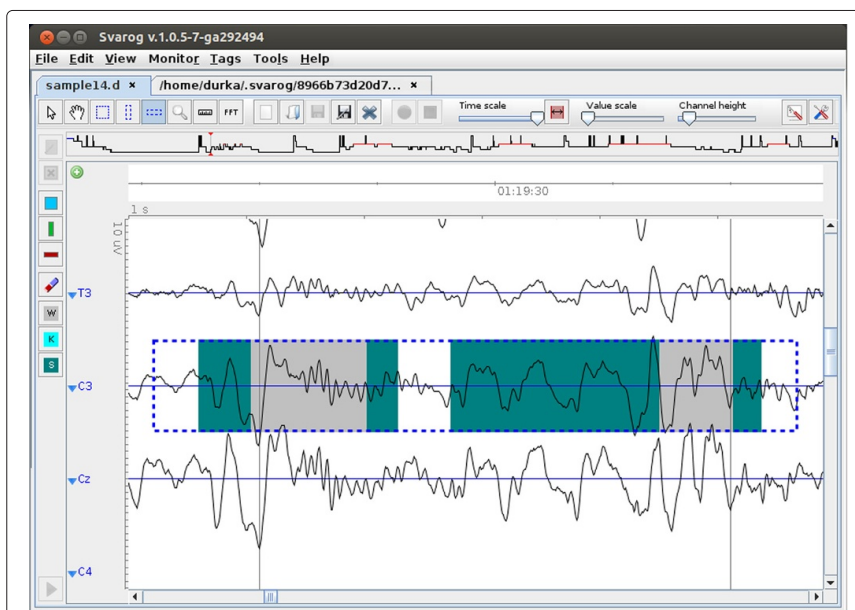 Svarog v.1.0.5-7-ga292494
File Edit View Monitor Tags Tools Help
sample14.d × /home/durka/.svarog/8966b73d20d7... ×
FFT Time scale Value scale Channel height
01:19:30
1 s
10 uV
T3
W
K
S
C3
Cz
C4